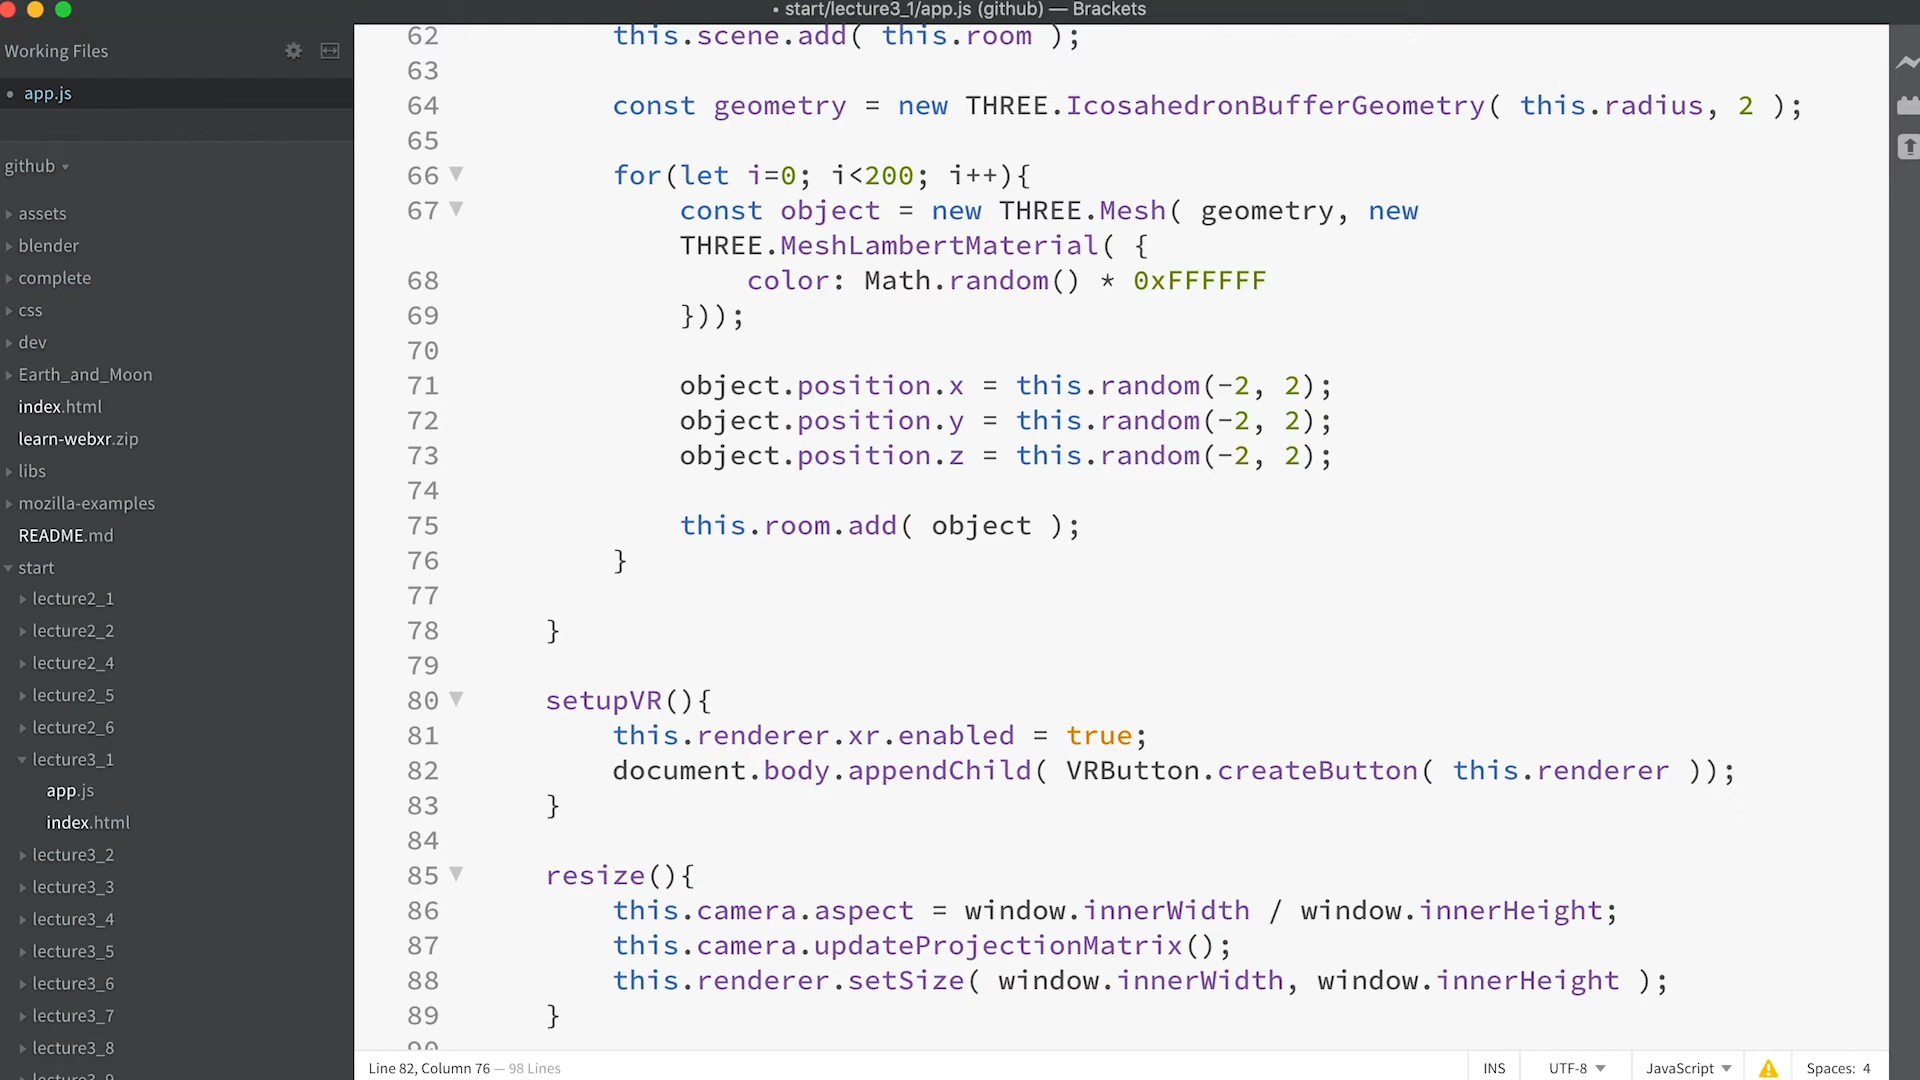 • start/lecture3_1/app.js (github) — Brackets
Working Files
• app.js
github
assets
blender
complete
css
dev
Earth_and_Moon
index.html
learn-webxr.zip
libs
mozilla-examples
README.md
start
lecture2_1
lecture2_2
lecture2_4
lecture2_5
lecture2_6
lecture3_1
app.js
index.html
lecture3_2
lecture3_3
lecture3_4
lecture3_5
lecture3_6
lecture3_7
lecture3_8
lecture3_9
62 this.scene.add( this.room );
63
64 const geometry = new THREE.IcosahedronBufferGeometry( this.radius, 2 );
65
66 for(let i=0; i<200; i++){
67 const object = new THREE.Mesh( geometry, new
THREE.MeshLambertMaterial( {
68 color: Math.random() * 0xFFFFFF
69 }));
70
71 object.position.x = this.random(-2, 2);
72 object.position.y = this.random(-2, 2);
73 object.position.z = this.random(-2, 2);
74
75 this.room.add( object );
76 }
77
78 }
79
80 setupVR(){
81 this.renderer.xr.enabled = true;
82 document.body.appendChild( VRButton.createButton( this.renderer ));
83 }
84
85 resize(){
86 this.camera.aspect = window.innerWidth / window.innerHeight;
87 this.camera.updateProjectionMatrix();
88 this.renderer.setSize( window.innerWidth, window.innerHeight );
89 }
90
Line 82, Column 76 — 98 Lines
INS UTF-8 JavaScript Spaces: 4